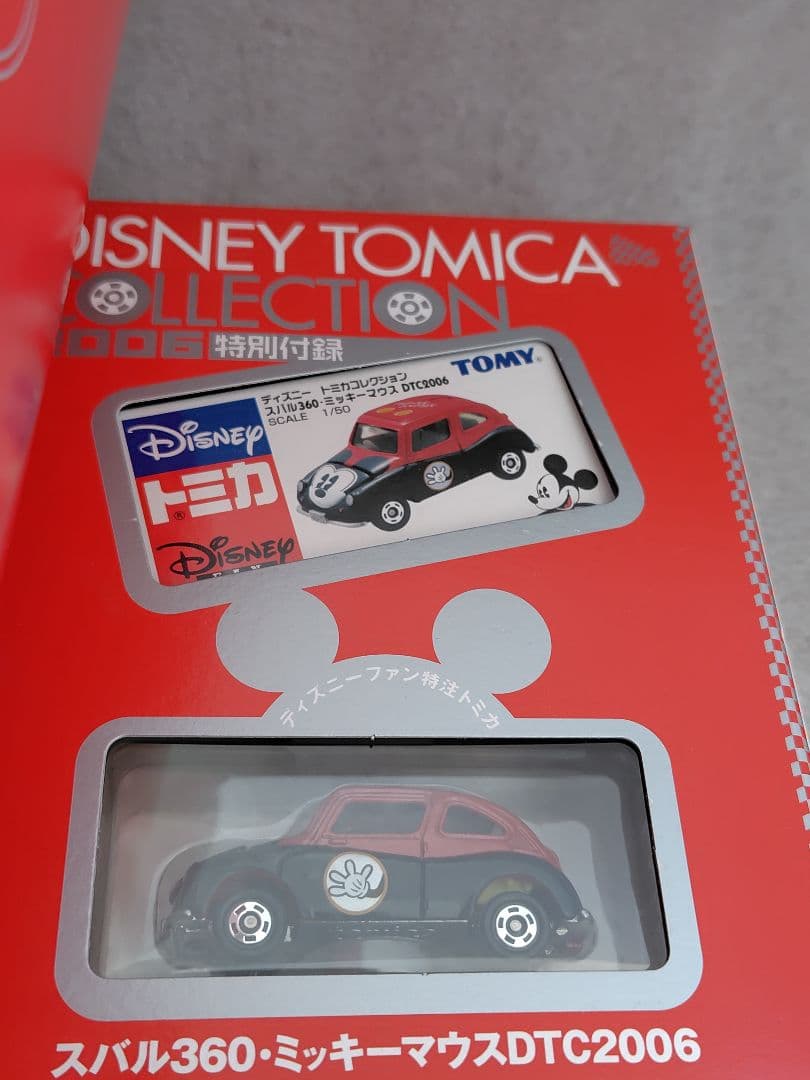 DISNEY TOMICA
COLLECTION
2006 特別付録
TOMY®
ディズニー トミカコレクション
スバル360・ミッキーマウス DTC2006
SCALE 1/50
Disney
トミカ®
Disney
FAN
ディズニーファン特注トミカ
スバル360・ミッキーマウスDTC2006